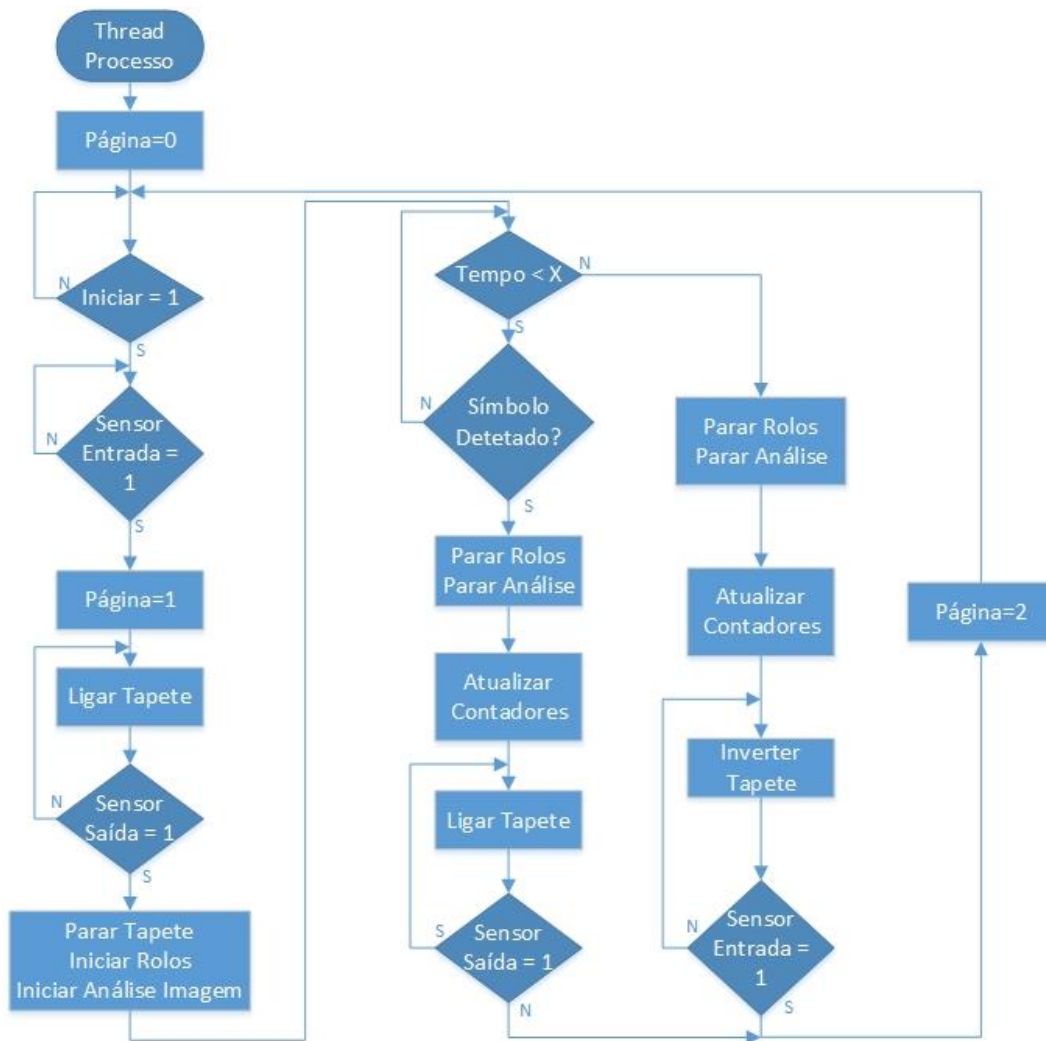 Thread
Processo
Página=0
N
Iniciar = 1
S
Sensor
Entrada =
1
N
S
Página=1
Ligar Tapete
N
Sensor
Saída = 1
S
Parar Tapete
Iniciar Rolos
Iniciar Análise Imagem
Tempo < X
N
S
Símbolo
Detetado?
N
S
Parar Rolos
Parar Análise
Atualizar
Contadores
Ligar Tapete
S
Sensor
Saída = 1
N
Parar Rolos
Parar Análise
Atualizar
Contadores
Inverter
Tapete
N
Sensor
Entrada =
1
S
Página=2